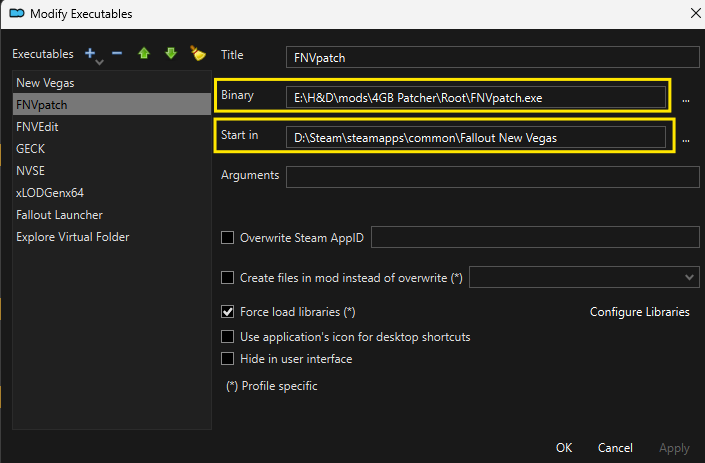 Modify Executables
Executables
Title
FNVpatch
New Vegas
FNVpatch
FNVEdit
GECK
NVSE
xLODGenx64
Fallout Launcher
Explore Virtual Folder
Binary
E:\H&D\mods\4GB Patcher\Root\FNVpatch.exe
...
Start in
D:\Steam\steamapps\common\Fallout New Vegas
...
Arguments
Overwrite Steam AppID
Create files in mod instead of overwrite (*)
Force load libraries (*)
Configure Libraries
Use application's icon for desktop shortcuts
Hide in user interface
(*) Profile specific
OK
Cancel
Apply